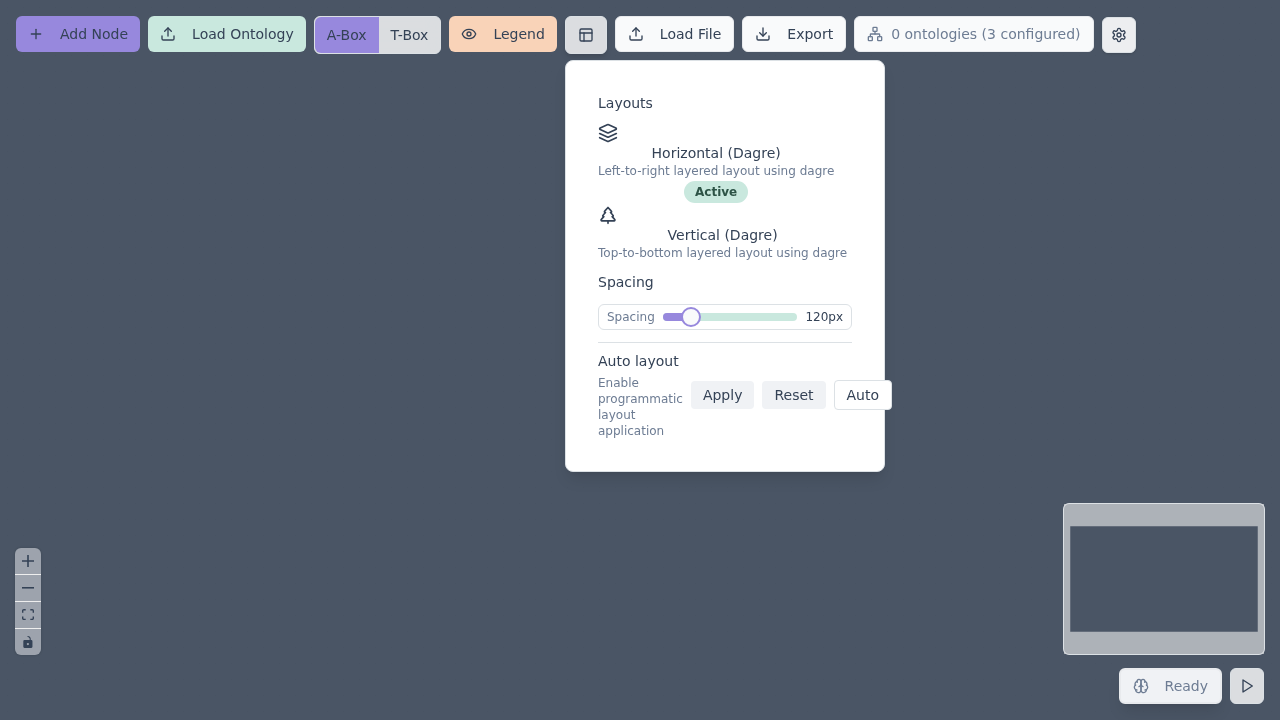 Add Node
Load Ontology
A-Box
T-Box
Legend
Load File
Export
0 ontologies (3 configured)
Layouts
Horizontal (Dagre)
Left-to-right layered layout using dagre
Active
Vertical (Dagre)
Top-to-bottom layered layout using dagre
Spacing
Spacing
120px
Auto layout
Enable
programmatic
layout
application
Apply
Reset
Auto
Ready